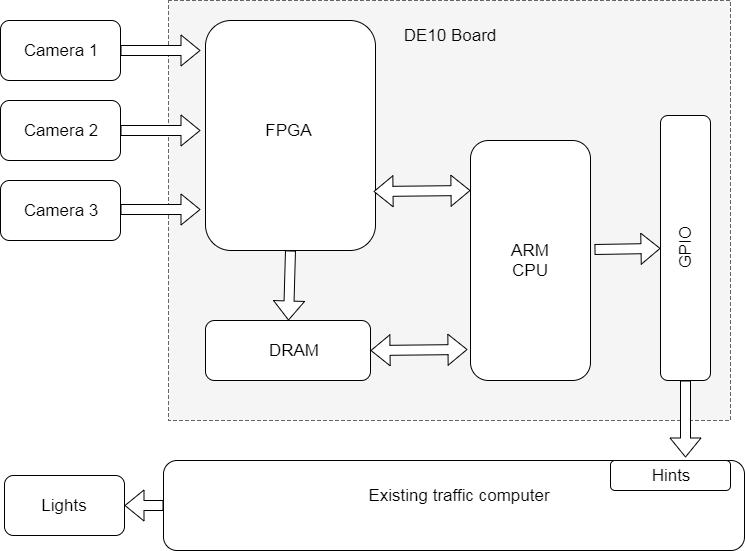 DE10 Board
Camera 1
Camera 2
Camera 3
FPGA
ARM
CPU
GPIO
DRAM
Hints
Existing traffic computer
Lights